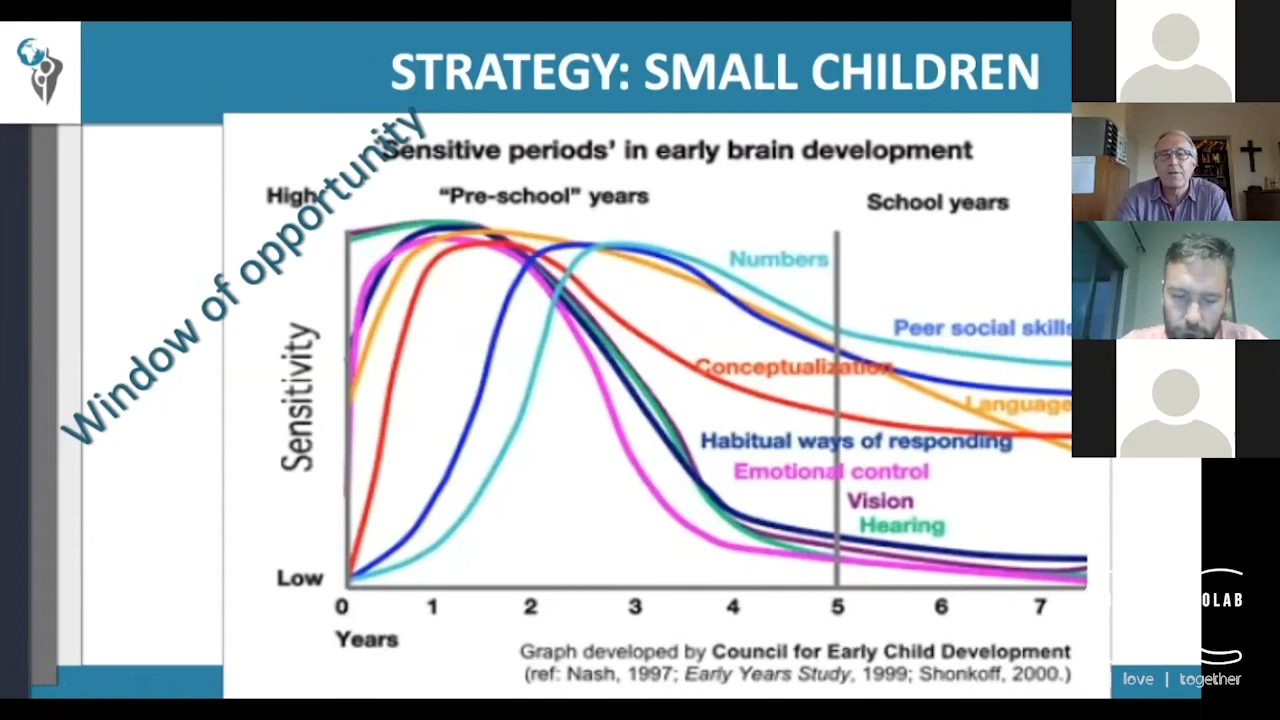 STRATEGY: SMALL CHILDREN
Window of opportunity
Sensitive periods' in early brain development
High
"Pre-school" years
School years
Numbers
Peer social skills
Conceptualization
Language
Habitual ways of responding
Emotional control
Vision
Hearing
Sensitivity
Low
0 1 2 3 4 5 6 7
Years
Graph developed by Council for Early Child Development
(ref: Nash, 1997; Early Years Study, 1999; Shonkoff, 2000.)
OLAB
love | together